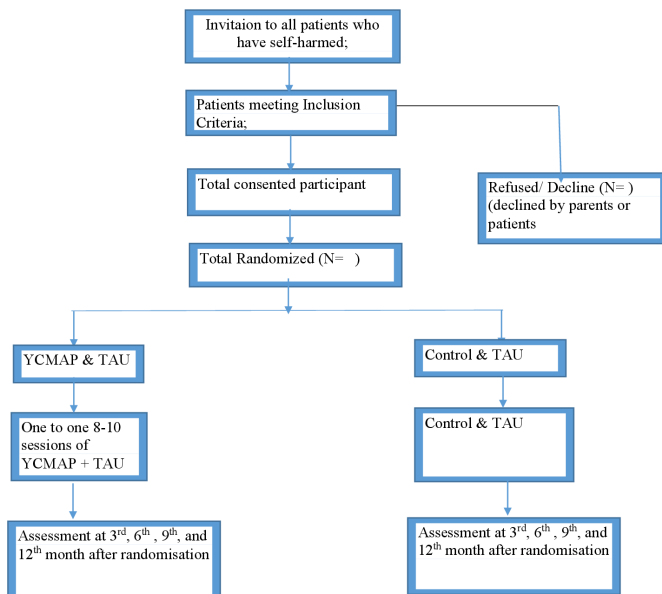 Invitaion to all patients who
have self-harmed;
Patients meeting Inclusion
Criteria;
Total consented participant
Refused/ Decline (N= )
(declined by parents or
patients
Total Randomized (N=   )
YCMAP & TAU
Control & TAU
One to one 8-10
sessions of
YCMAP + TAU
Control & TAU
Assessment at 3rd, 6th , 9th, and
12th month after randomisation
Assessment at 3rd, 6th , 9th, and
12th month after randomisation